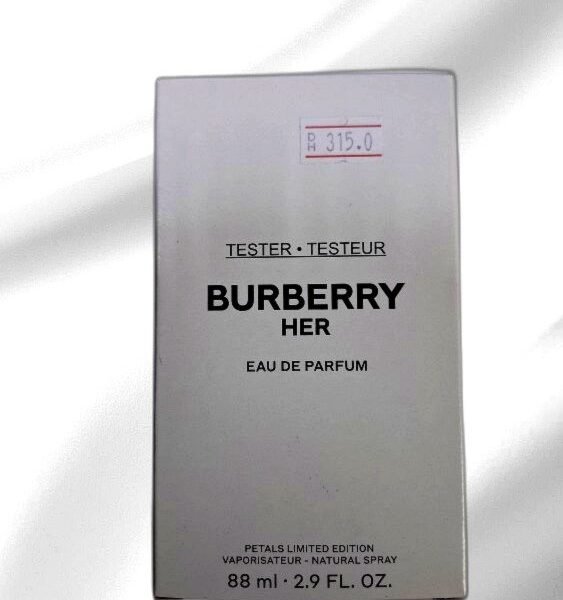 DH 315.0
TESTER • TESTEUR
BURBERRY
HER
EAU DE PARFUM
PETALS LIMITED EDITION
VAPORISATEUR - NATURAL SPRAY
88 ml · 2.9 FL. OZ.